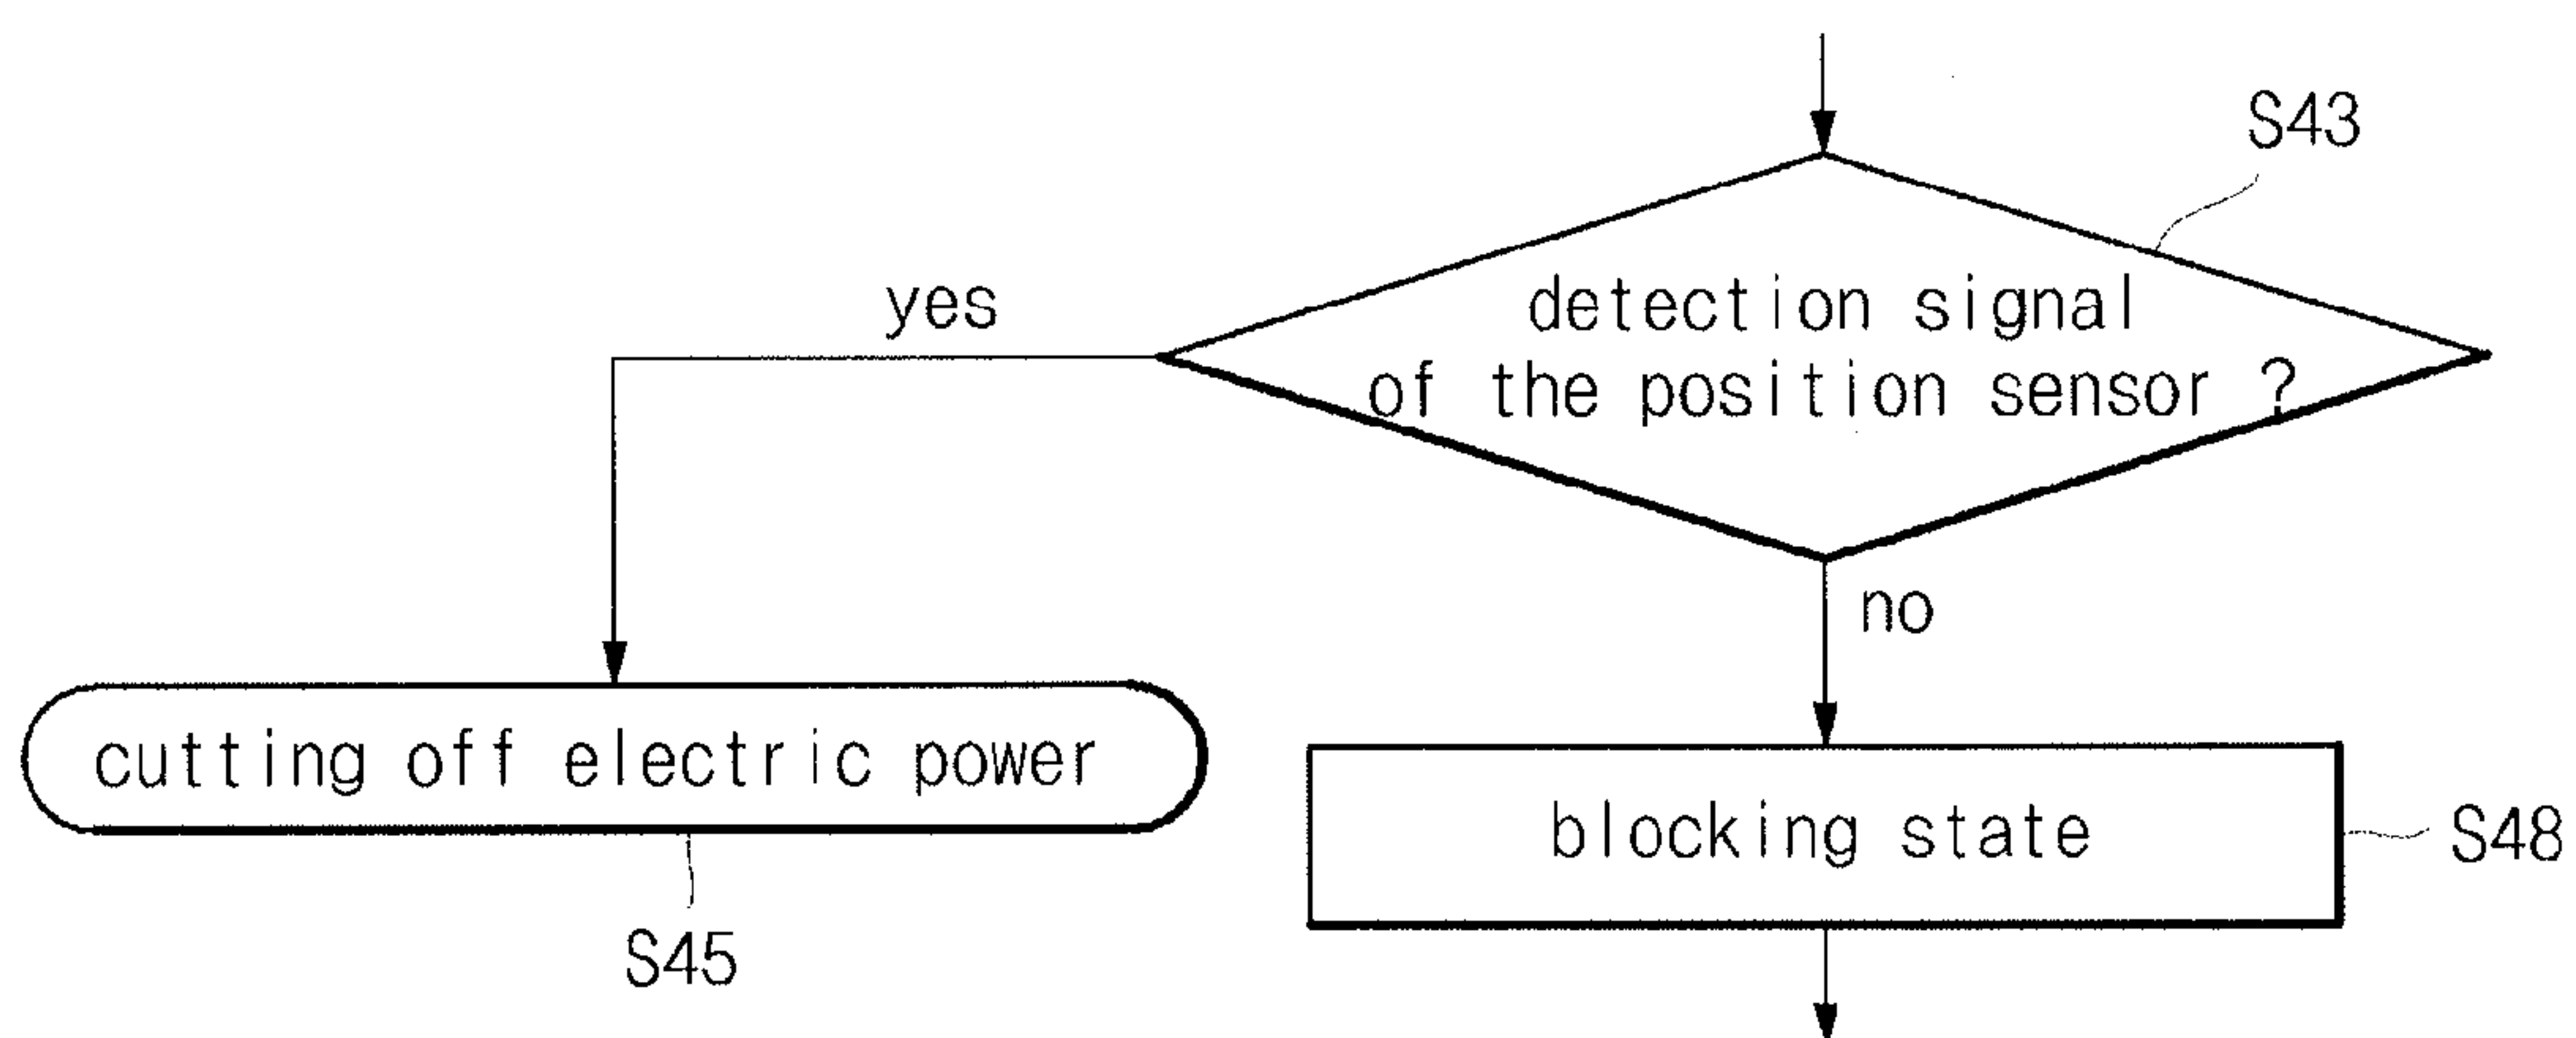 S43
yes
detection signal
of the position sensor ?
no
cutting off electric power
blocking state
S48
S45